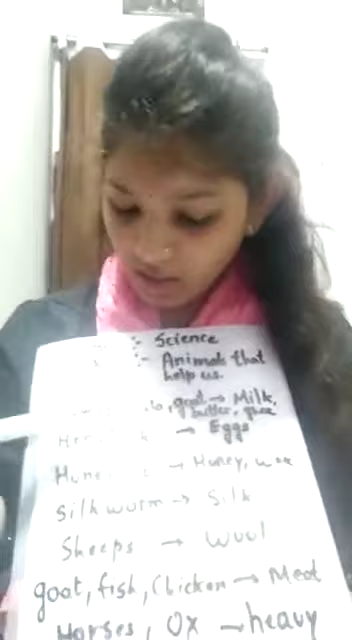 : Science
:- Animals that
help us.
goat → Milk,
butter, ghee
→ Eggs
→ Honey, wax
Silkworm → Silk
Sheeps → Wool
goat, fish, Chicken → Meat
Horses, Ox → heavy